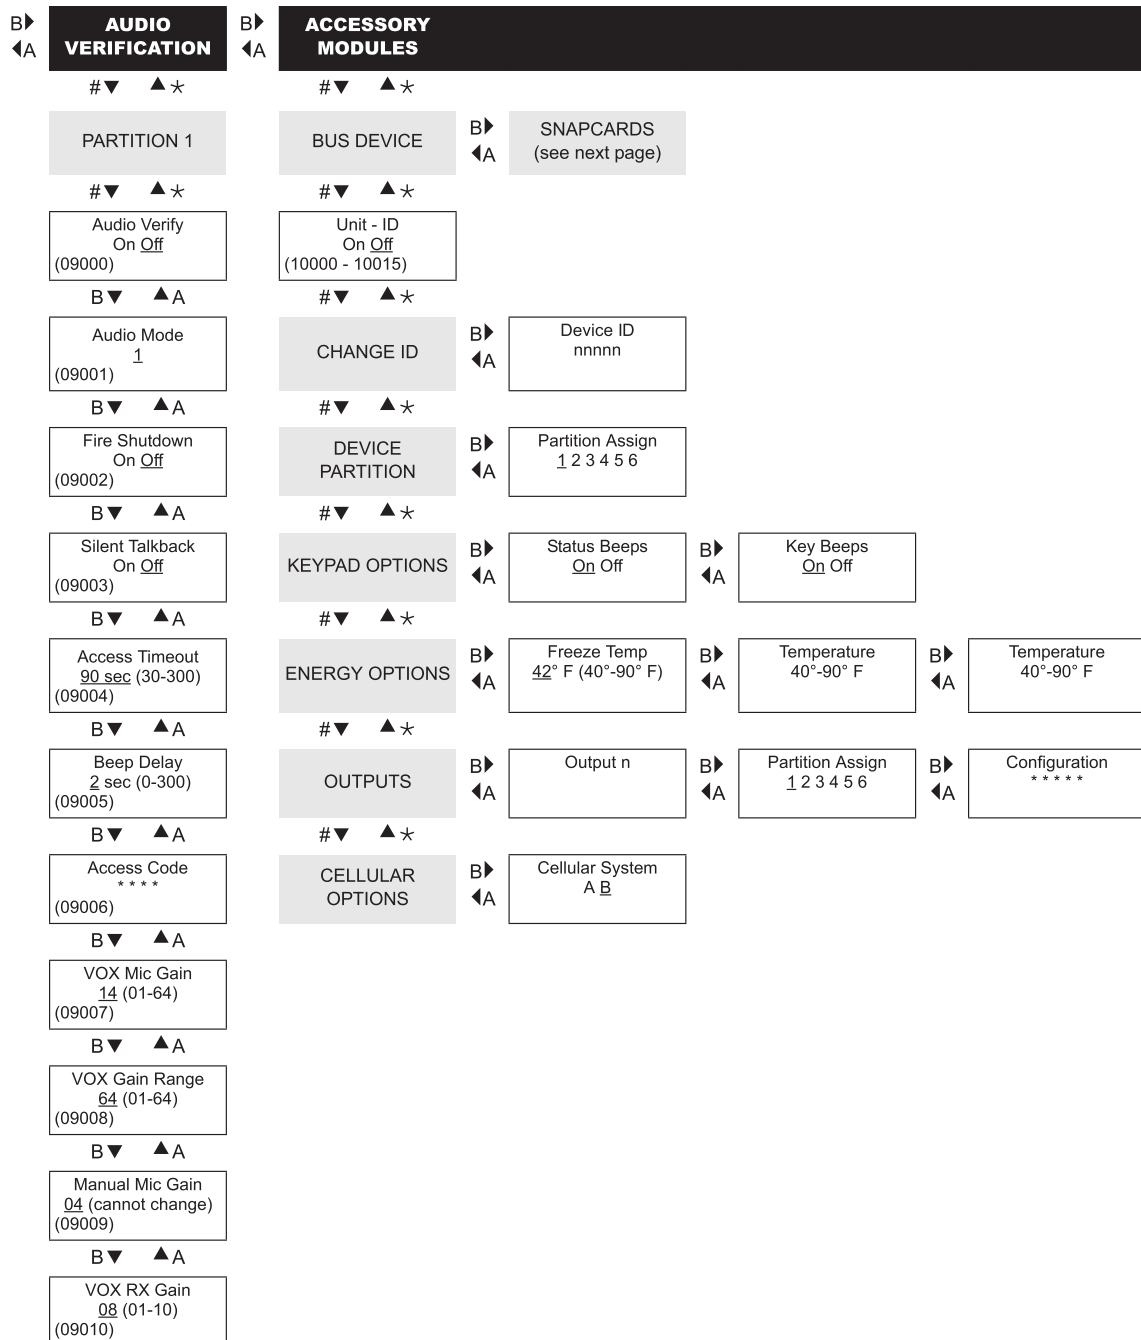 B▶ AUDIO VERIFICATION
◀A
#▼ ▲*
PARTITION 1
#▼ ▲*
Audio Verify
On Off
(09000)
B▼ ▲A
Audio Mode
1
(09001)
B▼ ▲A
Fire Shutdown
On Off
(09002)
B▼ ▲A
Silent Talkback
On Off
(09003)
B▼ ▲A
Access Timeout
90 sec (30-300)
(09004)
B▼ ▲A
Beep Delay
2 sec (0-300)
(09005)
B▼ ▲A
Access Code
* * * *
(09006)
B▼ ▲A
VOX Mic Gain
14 (01-64)
(09007)
B▼ ▲A
VOX Gain Range
64 (01-64)
(09008)
B▼ ▲A
Manual Mic Gain
04 (cannot change)
(09009)
B▼ ▲A
VOX RX Gain
08 (01-10)
(09010)
B▶
◀A
ACCESSORY
MODULES
#▼ ▲*
BUS DEVICE
B▶
◀A
SNAPCARDS
(see next page)
#▼ ▲*
Unit - ID
On Off
(10000 - 10015)
#▼ ▲*
CHANGE ID
B▶
◀A
Device ID
nnnnn
#▼ ▲*
DEVICE
PARTITION
B▶
◀A
Partition Assign
1 2 3 4 5 6
#▼ ▲*
KEYPAD OPTIONS
B▶
◀A
Status Beeps
On Off
B▶
◀A
Key Beeps
On Off
#▼ ▲*
ENERGY OPTIONS
B▶
◀A
Freeze Temp
42° F (40°-90° F)
B▶
◀A
Temperature
40°-90° F
B▶
◀A
Temperature
40°-90° F
#▼ ▲*
OUTPUTS
B▶
◀A
Output n
B▶
◀A
Partition Assign
1 2 3 4 5 6
B▶
◀A
Configuration
* * * * *
#▼ ▲*
CELLULAR
OPTIONS
B▶
◀A
Cellular System
A B